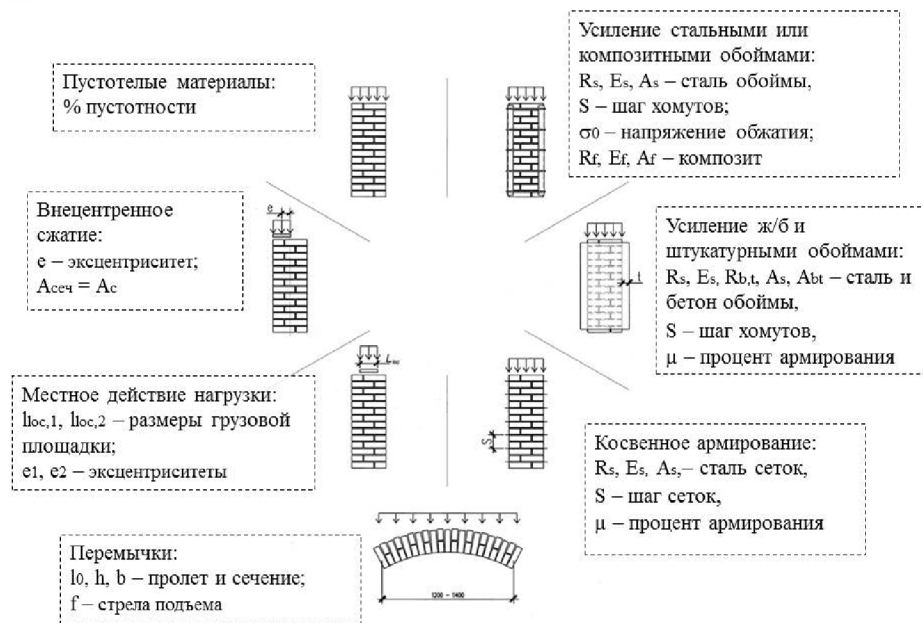 Пустотелые материалы:
% пустотности
Усиление стальными или
композитными обоймами:
Rs, Es, As – сталь обоймы,
S – шаг хомутов;
σ0 – напряжение обжатия;
Rf, Ef, Af – композит
Внецентренное
сжатие:
e – эксцентриситет;
Aсеч = Ac
e
Усиление ж/б и
штукатурными обоймами:
Rs, Es, Rb,t, As, Abt – сталь и
бетон обоймы,
S – шаг хомутов,
μ – процент армирования
t
Местное действие нагрузки:
lloc,1, lloc,2 – размеры грузовой
площадки;
e1, e2 – эксцентриситеты
Lloc
Косвенное армирование:
Rs, Es, As,– сталь сеток,
S – шаг сеток,
μ – процент армирования
S
Перемычки:
l0, h, b – пролет и сечение;
f – стрела подъема
1200 - 1400